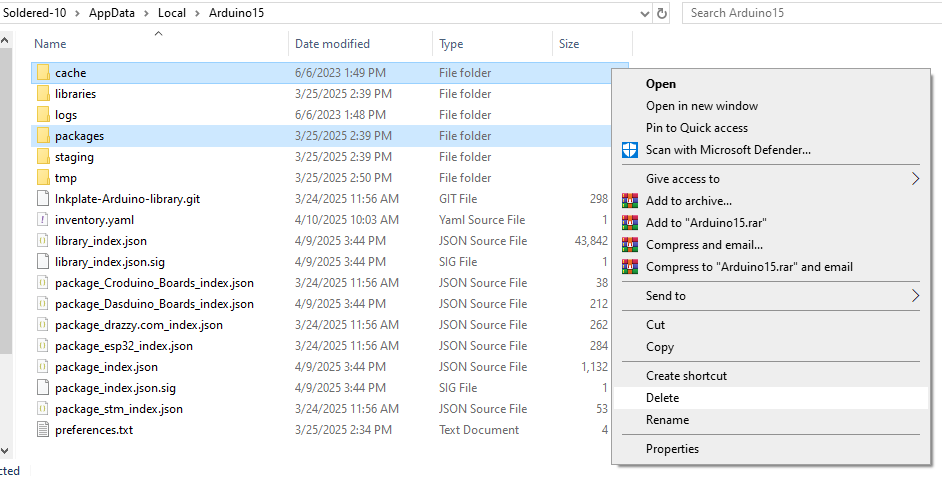 Soldered-10 > AppData > Local > Arduino15
Search Arduino15
Name Date modified Type Size
cache 6/6/2023 1:49 PM File folder
libraries 3/25/2025 2:39 PM File folder
logs 6/6/2023 1:48 PM File folder
packages 3/25/2025 2:39 PM File folder
staging 3/25/2025 2:39 PM File folder
tmp 3/25/2025 2:50 PM File folder
Inkplate-Arduino-library.git 3/24/2025 11:56 AM GIT File 298
inventory.yaml 4/10/2025 10:03 AM Yaml Source File 1
library_index.json 4/9/2025 3:44 PM JSON Source File 43,842
library_index.json.sig 4/9/2025 3:44 PM SIG File 1
package_Croduino_Boards_index.json 3/24/2025 11:56 AM JSON Source File 38
package_Dasduino_Boards_index.json 4/9/2025 3:44 PM JSON Source File 212
package_drazzy.com_index.json 3/24/2025 11:56 AM JSON Source File 262
package_esp32_index.json 3/24/2025 11:56 AM JSON Source File 284
package_index.json 4/9/2025 3:44 PM JSON Source File 1,132
package_index.json.sig 4/9/2025 3:44 PM SIG File 1
package_stm_index.json 3/24/2025 11:56 AM JSON Source File 53
preferences.txt 3/25/2025 2:34 PM Text Document 4
cted
Open
Open in new window
Pin to Quick access
Scan with Microsoft Defender...
Give access to
Add to archive...
Add to "Arduino15.rar"
Compress and email...
Compress to "Arduino15.rar" and email
Send to
Cut
Copy
Create shortcut
Delete
Rename
Properties